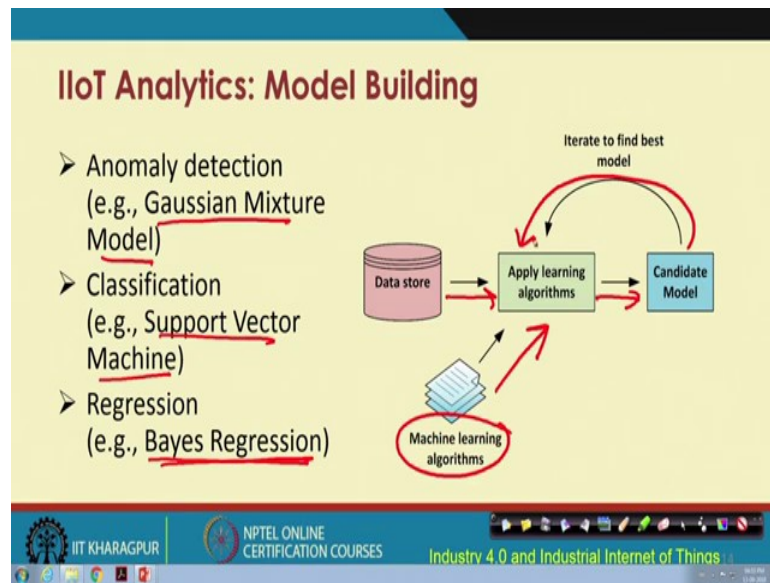 IIoT Analytics: Model Building
➤ Anomaly detection
(e.g., Gaussian Mixture
Model)
➤ Classification
(e.g., Support Vector
Machine)
➤ Regression
(e.g., Bayes Regression)
Iterate to find best
model
Data store
Apply learning
algorithms
Candidate
Model
Machine learning
algorithms
IIT KHARAGPUR
NPTEL ONLINE
CERTIFICATION COURSES
Industry 4.0 and Industrial Internet of Things